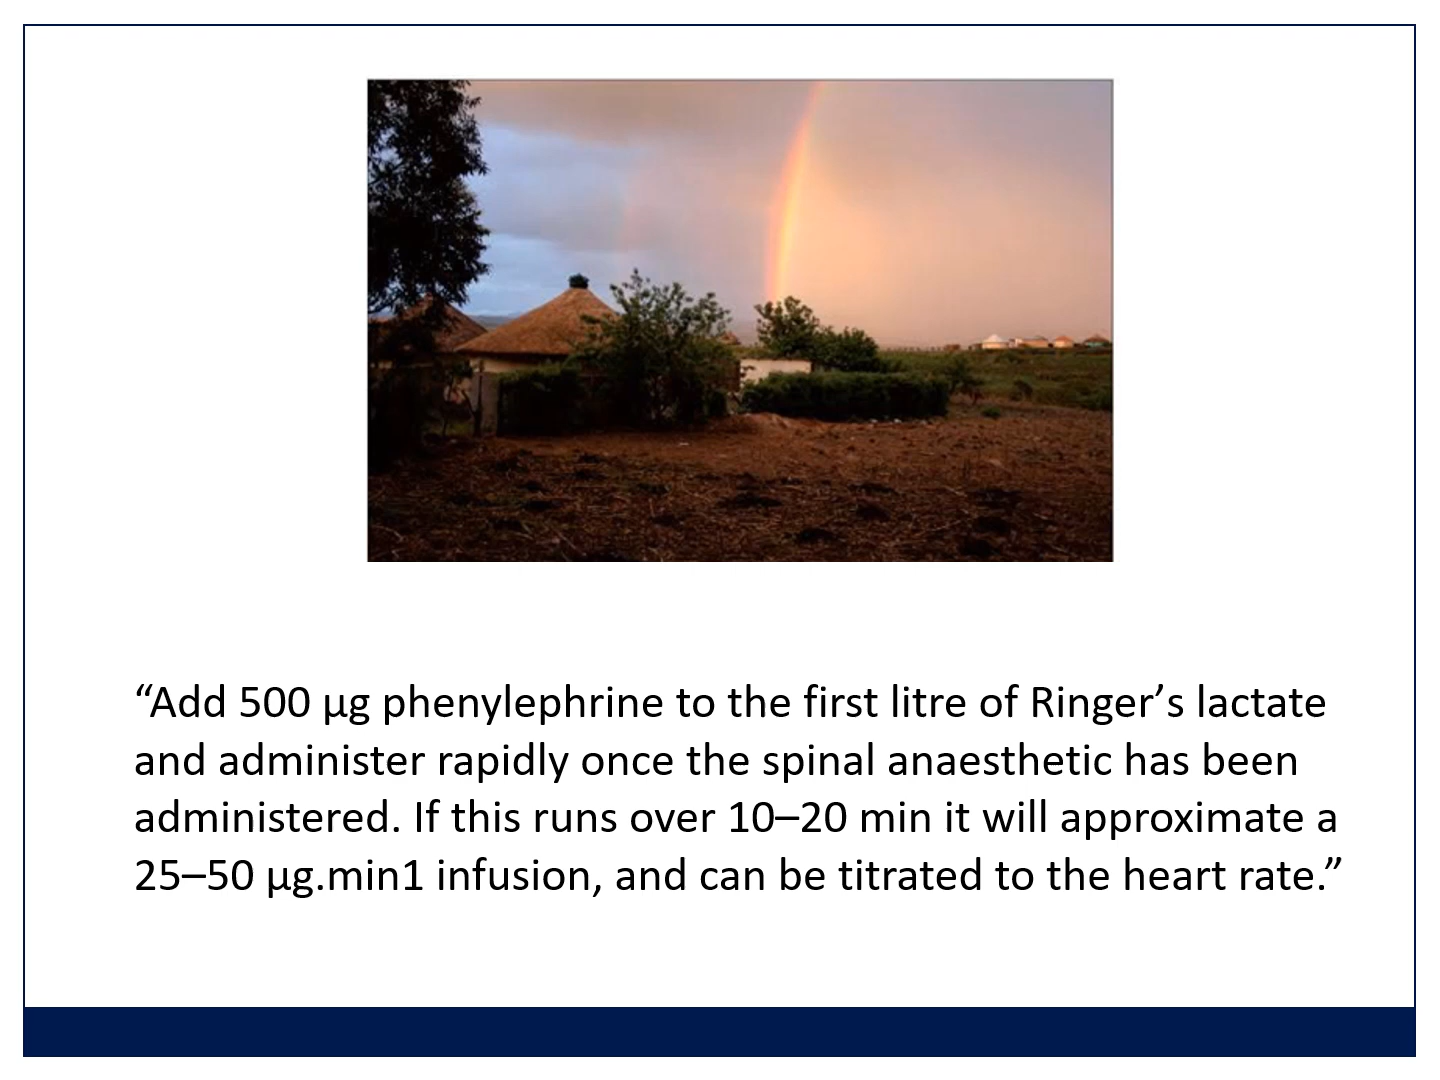 “Add 500 µg phenylephrine to the first litre of Ringer’s lactate
and administer rapidly once the spinal anaesthetic has been
administered. If this runs over 10–20 min it will approximate a
25–50 µg.min1 infusion, and can be titrated to the heart rate.”